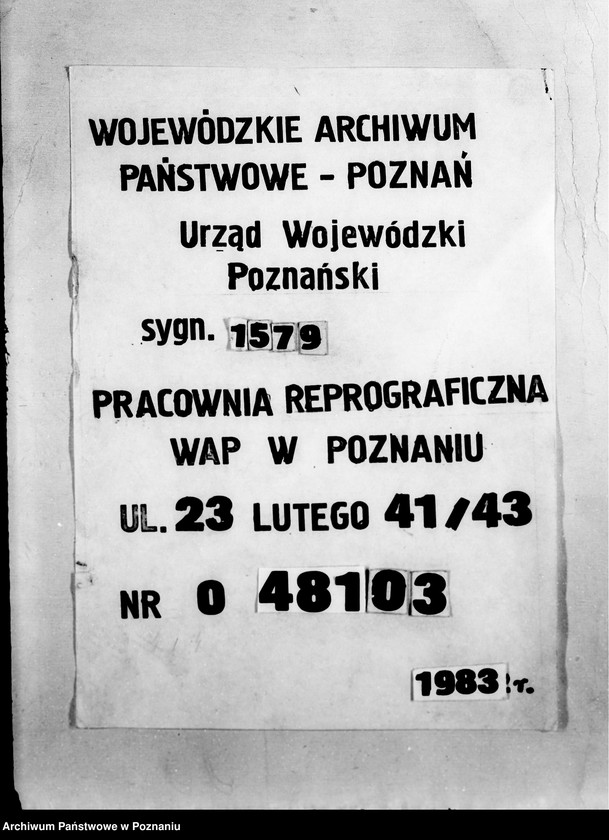 WOJEWÓDZKIE ARCHIWUM
PAŃSTWOWE - POZNAŃ
Urząd Wojewódzki
Poznański
sygn. 1579
PRACOWNIA REPROGRAFICZNA
WAP W POZNANIU
UL. 23 LUTEGO 41/43
NR O 48103
1983 r.
Archiwum Państwowe w Poznaniu